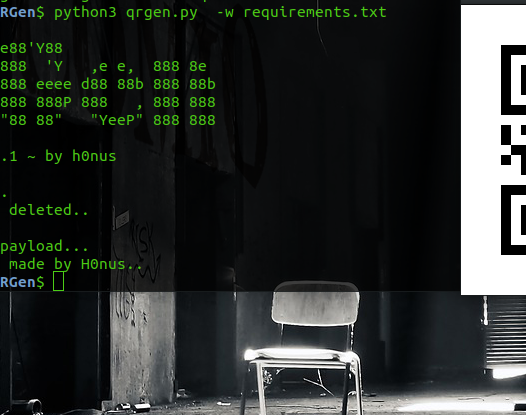 RGen$ python3 qrgen.py  -w requirements.txt
e88'Y88
888  'Y   ,e e,  888 8e
888 eeee d88 88b 888 88b
888 888P 888   , 888 888
"88 88"   "YeeP" 888 888
.1 ~ by h0nus
.
deleted..
payload...
made by H0nus..
RGen$